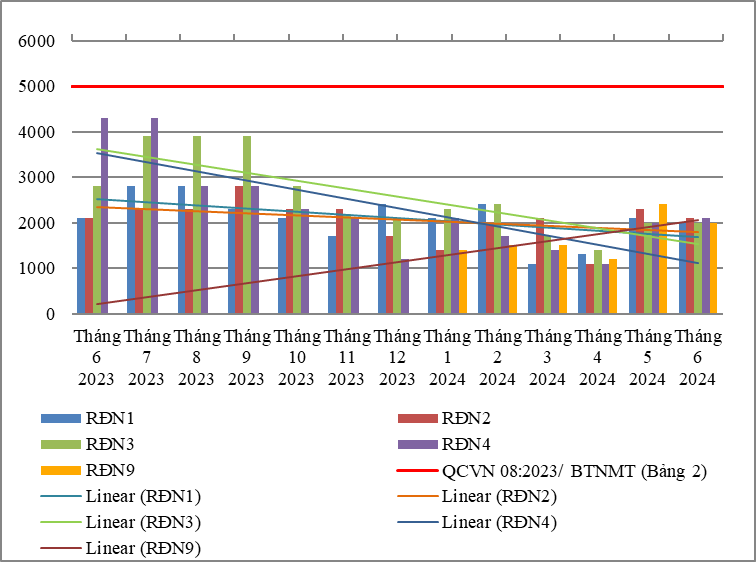 6000
5000
4000
3000
2000
1000
0
Tháng Tháng Tháng Tháng Tháng Tháng Tháng Tháng Tháng Tháng Tháng Tháng Tháng
6 7 8 9 10 11 12 1 2 3 4 5 6
2023 2023 2023 2023 2023 2023 2023 2024 2024 2024 2024 2024 2024
RĐN1 RĐN2
RĐN3 RĐN4
RĐN9 QCVN 08:2023/ BTNMT (Bảng 2)
Linear (RĐN1) Linear (RĐN2)
Linear (RĐN3) Linear (RĐN4)
Linear (RĐN9)